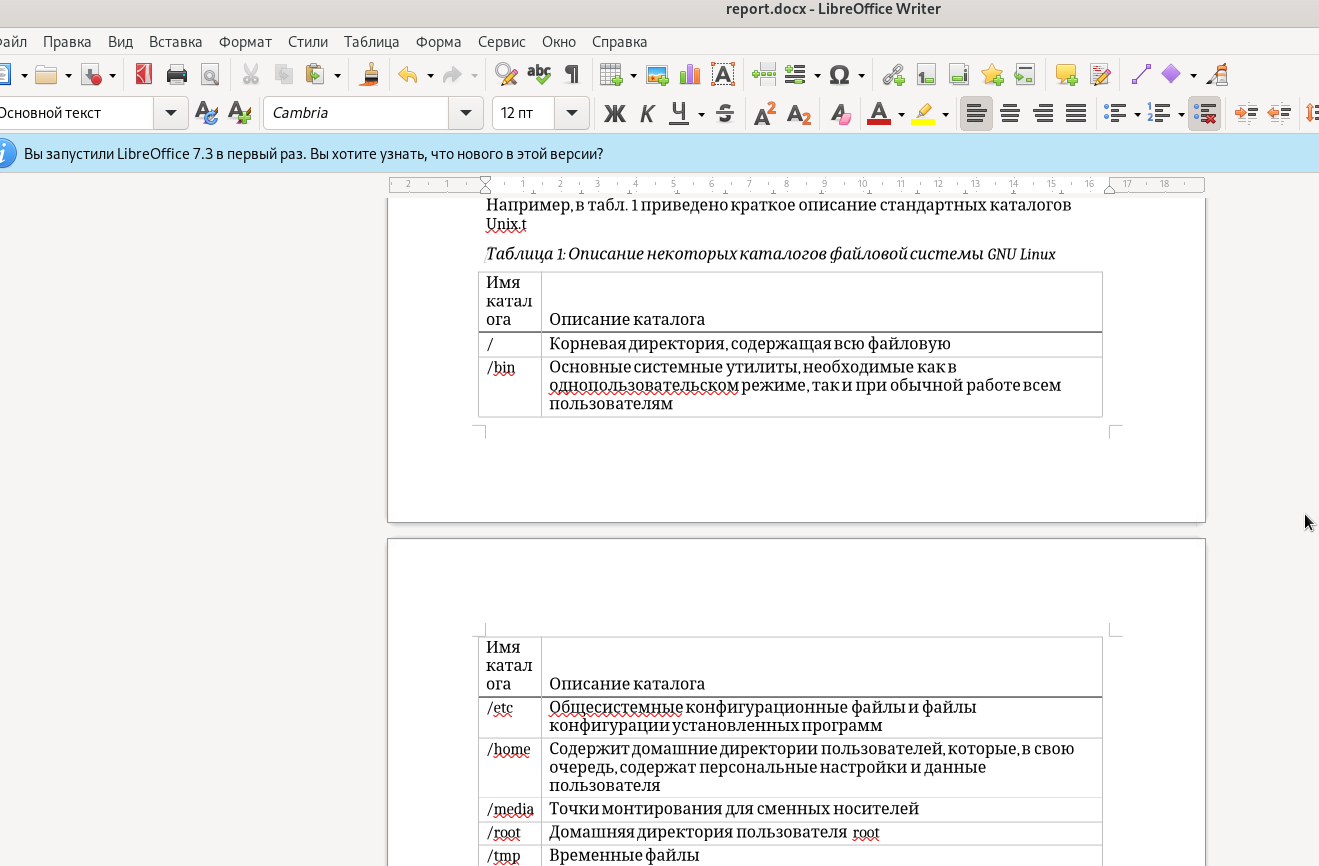 report.docx - LibreOffice Writer
айл Правка Вид Вставка Формат Стили Таблица Форма Сервис Окно Справка
Основной текст Cambria 12 пт Ж К Ч S A² A₂ A
Вы запустили LibreOffice 7.3 в первый раз. Вы хотите узнать, что нового в этой версии?
2 1 1 2 3 4 5 6 7 8 9 10 11 12 13 14 15 16 17 18
Например, в табл. 1 приведено краткое описание стандартных каталогов
Unix.t
Таблица 1: Описание некоторых каталогов файловой системы GNU Linux
Имя
катал
ога Описание каталога
/ Корневая директория, содержащая всю файловую
/bin Основные системные утилиты, необходимые как в
однопользовательском режиме, так и при обычной работе всем
пользователям
Имя
катал
ога Описание каталога
/etc Общесистемные конфигурационные файлы и файлы
конфигурации установленных программ
/home Содержит домашние директории пользователей, которые, в свою
очередь, содержат персональные настройки и данные
пользователя
/media Точки монтирования для сменных носителей
/root Домашняя директория пользователя root
/tmp Временные файлы